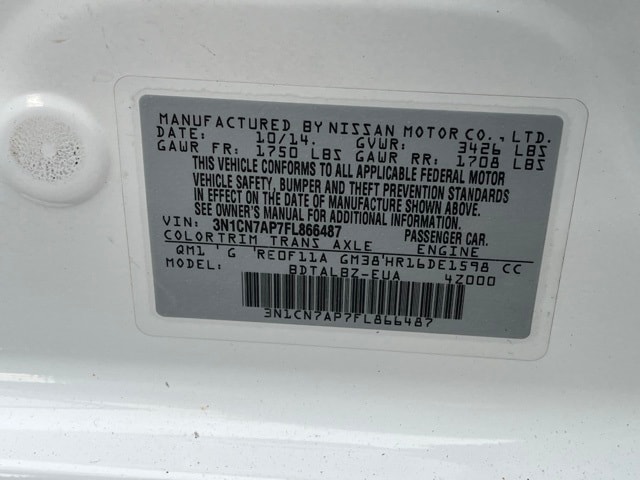 MANUFACTURED BY NISSAN MOTOR CO., LTD.
DATE: 10/14. GVWR: 3426 LBS
GAWR FR: 1750 LBS GAWR RR: 1708 LBS
THIS VEHICLE CONFORMS TO ALL APPLICABLE FEDERAL MOTOR
VEHICLE SAFETY, BUMPER AND THEFT PREVENTION STANDARDS
IN EFFECT ON THE DATE OF MANUFACTURE SHOWN ABOVE.
SEE OWNER'S MANUAL FOR ADDITIONAL INFORMATION.
VIN: 3N1CN7AP7FL866487 PASSENGER CAR.
COLOR TRIM TRANS AXLE ENGINE
QM1 ' G 'RE0F11A GM38'HR16DE1598 CC
MODEL: BDTALBZ-EUA 4Z000
3N1CN7AP7FL866487